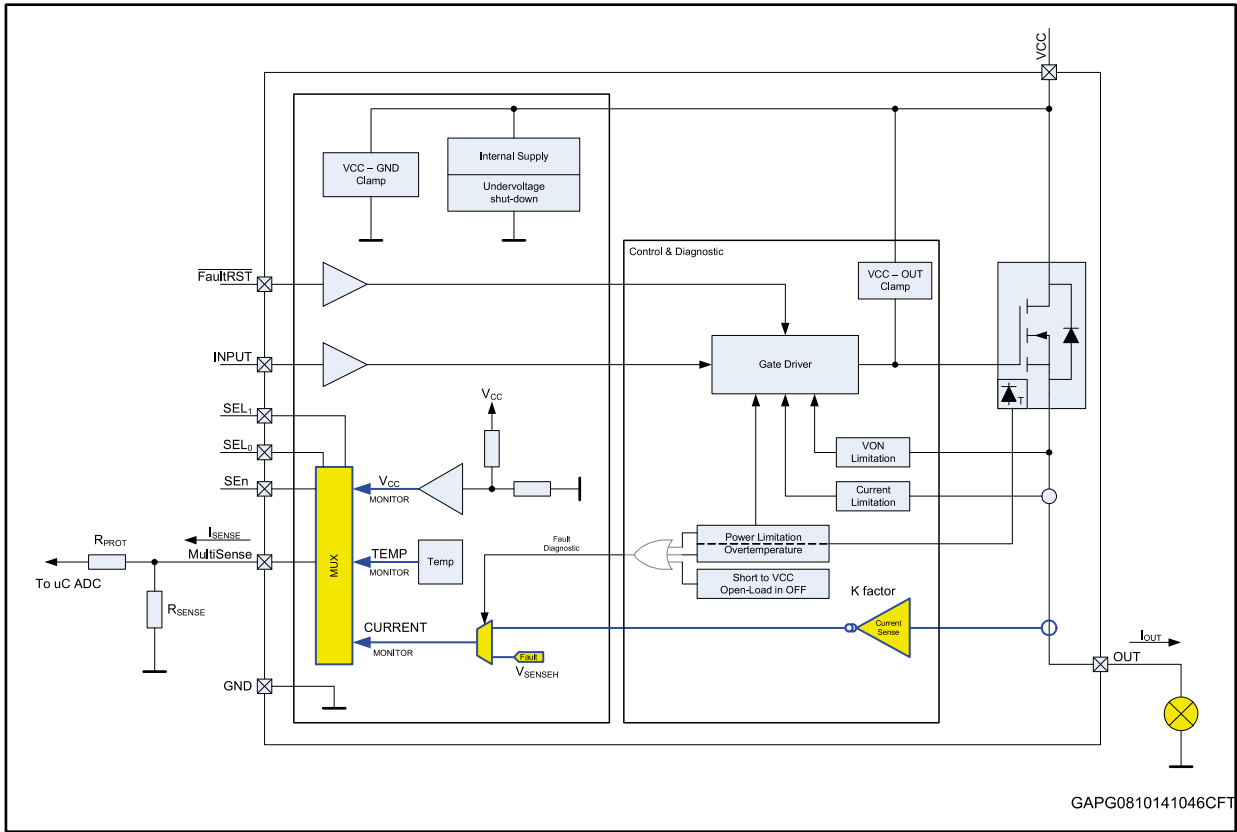 VCC
VCC – GND
Clamp
Internal Supply
Undervoltage
shut-down
Control & Diagnostic
FaultRST
VCC – OUT
Clamp
INPUT
Gate Driver
SEL1
VCC
SEL0
VON
Limitation
SEn
VCC
MONITOR
Current
Limitation
ISENSE
RPROT
MultiSense
MUX
TEMP
MONITOR
Temp
Fault
Diagnostic
Power Limitation
Overtemperature
T
To uC ADC
RSENSE
Short to VCC
Open-Load in OFF
K factor
CURRENT
MONITOR
Current
Sense
Fault
VSENSEH
IOUT
OUT
GND
GAPG0810141046CFT